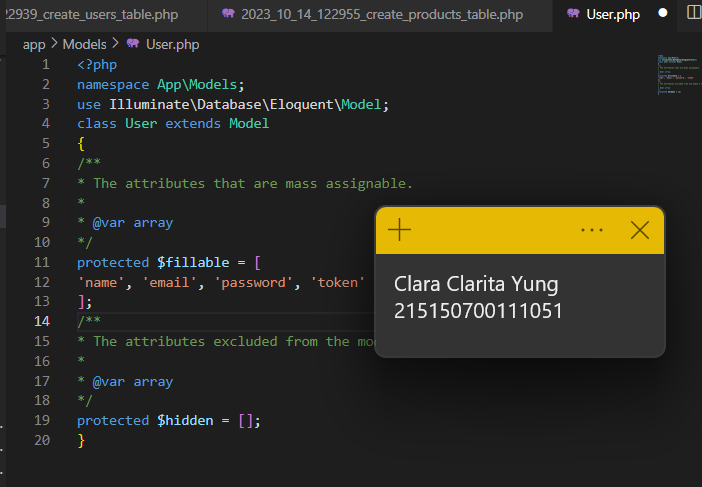 22939_create_users_table.php 2023_10_14_122955_create_products_table.php User.php
app > Models > User.php
1 <?php
2 namespace App\Models;
3 use Illuminate\Database\Eloquent\Model;
4 class User extends Model
5 {
6 /**
7 * The attributes that are mass assignable.
8 *
9 * @var array
10 */
11 protected $fillable = [
12 'name', 'email', 'password', 'token'
13 ];
14 /**
15 * The attributes excluded from the mo
16 *
17 * @var array
18 */
19 protected $hidden = [];
20 }
Clara Clarita Yung
215150700111051